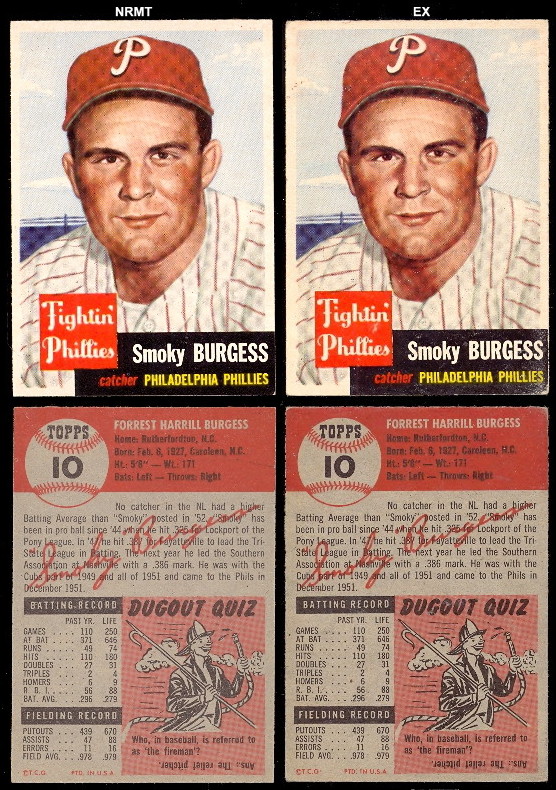 NRMT
EX
P
Fightin'
Phillies
Smoky BURGESS
catcher PHILADELPHIA PHILLIES
P
Fightin'
Phillies
Smoky BURGESS
catcher PHILADELPHIA PHILLIES
TOPPS
10
FORREST HARRILL BURGESS
Home: Rutherfordton, N.C.
Born: Feb. 6, 1927, Caroleen, N.C.
Ht.: 5'8" — Wt.: 171
Bats: Left - Throws: Right
No catcher in the NL had a higher
Batting Average than "Smoky" posted in '52. "Smoky" has
been in pro ball since '44 when he hit .325 for Lockport of the
Pony League. In '47 he hit .387 for Elizabethton to lead the Tri-
State League in Batting. The next year he led the Southern
Association at Nashville with a .386 mark. He was with the
Cubs for 1949 and all of 1951 and came to the Phils in
December 1951.
Smoky Burgess
BATTING RECORD
PAST YR. LIFE
GAMES — 110 250
AT BAT — 371 646
RUNS — 49 74
HITS — 110 180
DOUBLES — 27 31
TRIPLES — 2 4
HOMERS — 6 9
R. B. I. — 56 88
BAT. AVG. .296 .279
FIELDING RECORD
PUTOUTS — 439 670
ASSISTS — 47 88
ERRORS — 11 16
FIELD AVG. .978 .979
DUGOUT QUIZ
Who, in baseball, is referred to
as 'the fireman'?
Ans.: The relief pitcher.
© T.C.G. PTD. IN U.S.A.
TOPPS
10
FORREST HARRILL BURGESS
Home: Rutherfordton, N.C.
Born: Feb. 6, 1927, Caroleen, N.C.
Ht.: 5'8" — Wt.: 171
Bats: Left - Throws: Right
No catcher in the NL had a higher
Batting Average than "Smoky" posted in '52. "Smoky" has
been in pro ball since '44 when he hit .325 for Lockport of the
Pony League. In '47 he hit .387 for Elizabethton to lead the Tri-
State League in Batting. The next year he led the Southern
Association at Nashville with a .386 mark. He was with the
Cubs for 1949 and all of 1951 and came to the Phils in
December 1951.
Smoky Burgess
BATTING RECORD
PAST YR. LIFE
GAMES — 110 250
AT BAT — 371 646
RUNS — 49 74
HITS — 110 180
DOUBLES — 27 31
TRIPLES — 2 4
HOMERS — 6 9
R. B. I. — 56 88
BAT. AVG. .296 .279
FIELDING RECORD
PUTOUTS — 439 670
ASSISTS — 47 88
ERRORS — 11 16
FIELD AVG. .978 .979
DUGOUT QUIZ
Who, in baseball, is referred to
as 'the fireman'?
Ans.: The relief pitcher.
© T.C.G. PTD. IN U.S.A.